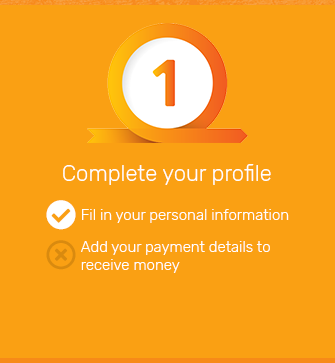 1
Complete your profile
Fil in your personal information
Add your payment details to
receive money